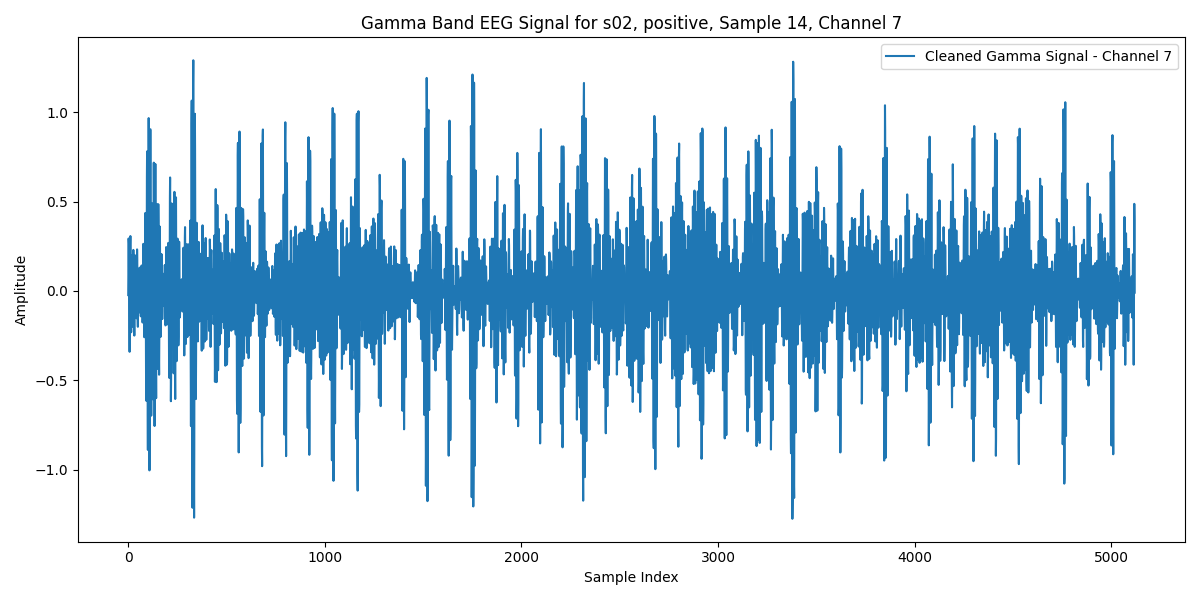 Gamma Band EEG Signal for s02, positive, Sample 14, Channel 7
Cleaned Gamma Signal - Channel 7
Amplitude
1.0
0.5
0.0
−0.5
−1.0
0 1000 2000 3000 4000 5000
Sample Index